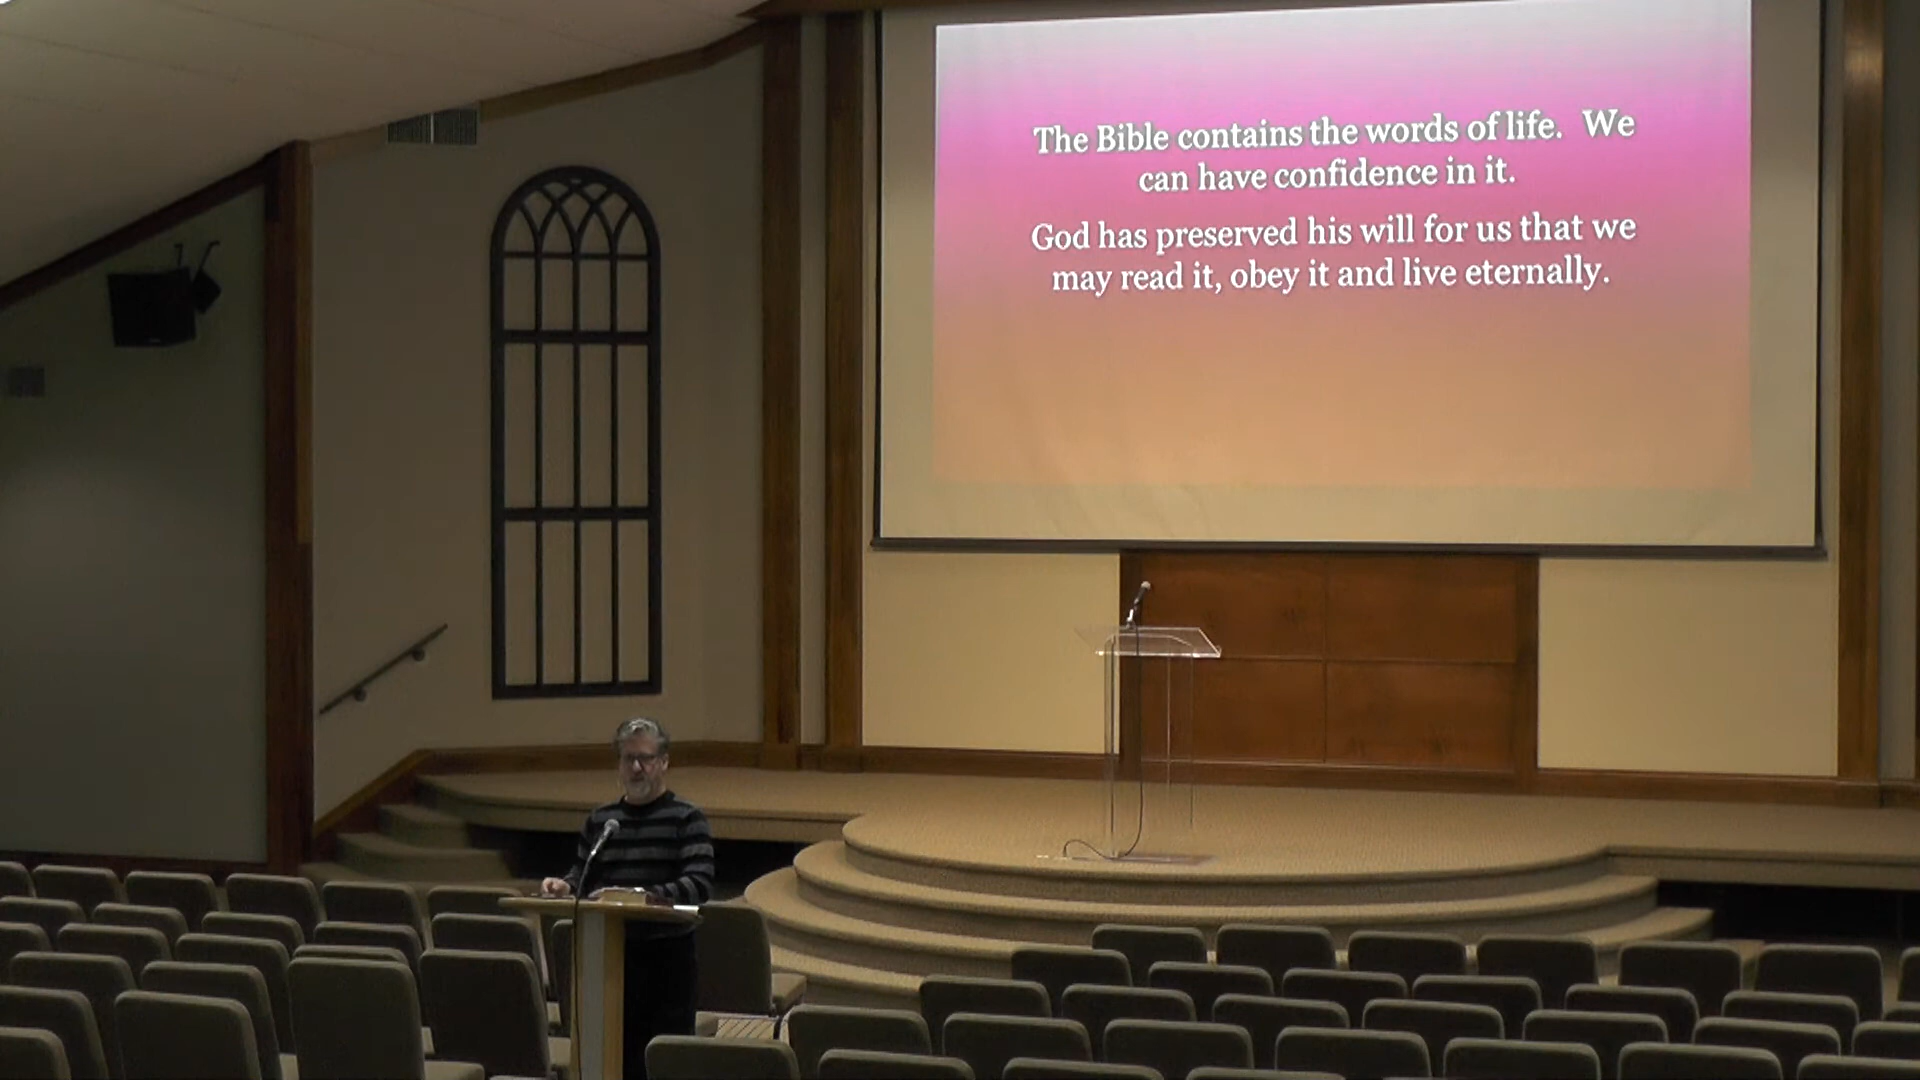 The Bible contains the words of life.  We
can have confidence in it.
God has preserved his will for us that we
may read it, obey it and live eternally.